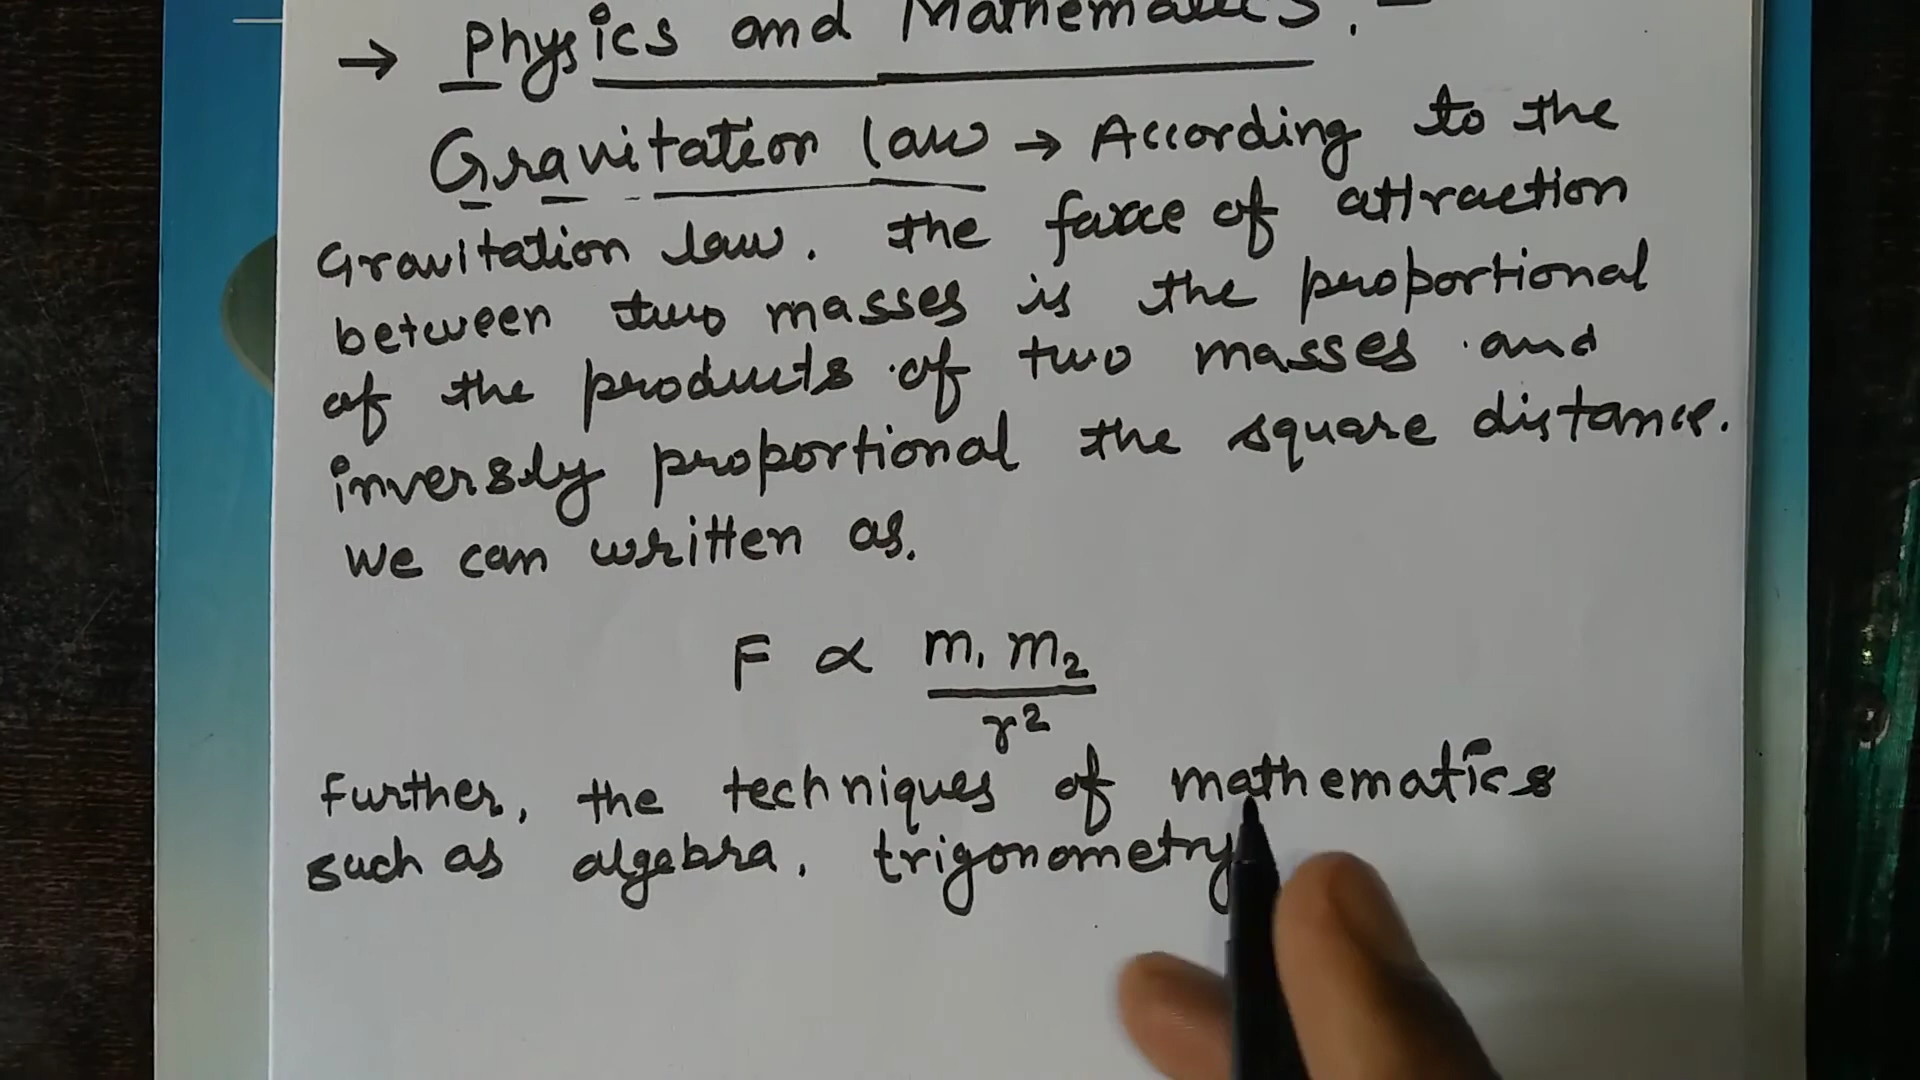 → Physics and Mathematics. -
Gravitation law → According to the
Gravitation law. the force of attraction
between two masses is the proportional
of the products of two masses and
inversly proportional the square distance.
we can written as.
F ∝ m₁ m₂
r²
Further, the techniques of mathematics
such as algebra, trigonometry